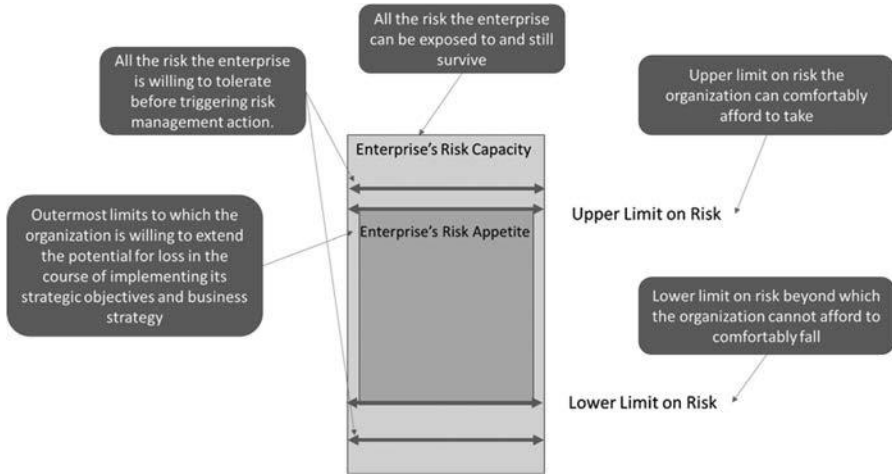 All the risk the enterprise
can be exposed to and still
survive
All the risk the enterprise
is willing to tolerate
before triggering risk
management action.
Upper limit on risk the
organization can comfortably
afford to take
Enterprise's Risk Capacity
Outermost limits to which the
organization is willing to extend
the potential for loss in the
course of implementing its
strategic objectives and business
strategy
Upper Limit on Risk
Enterprise's Risk Appetite
Lower limit on risk beyond which
the organization cannot afford to
comfortably fall
Lower Limit on Risk